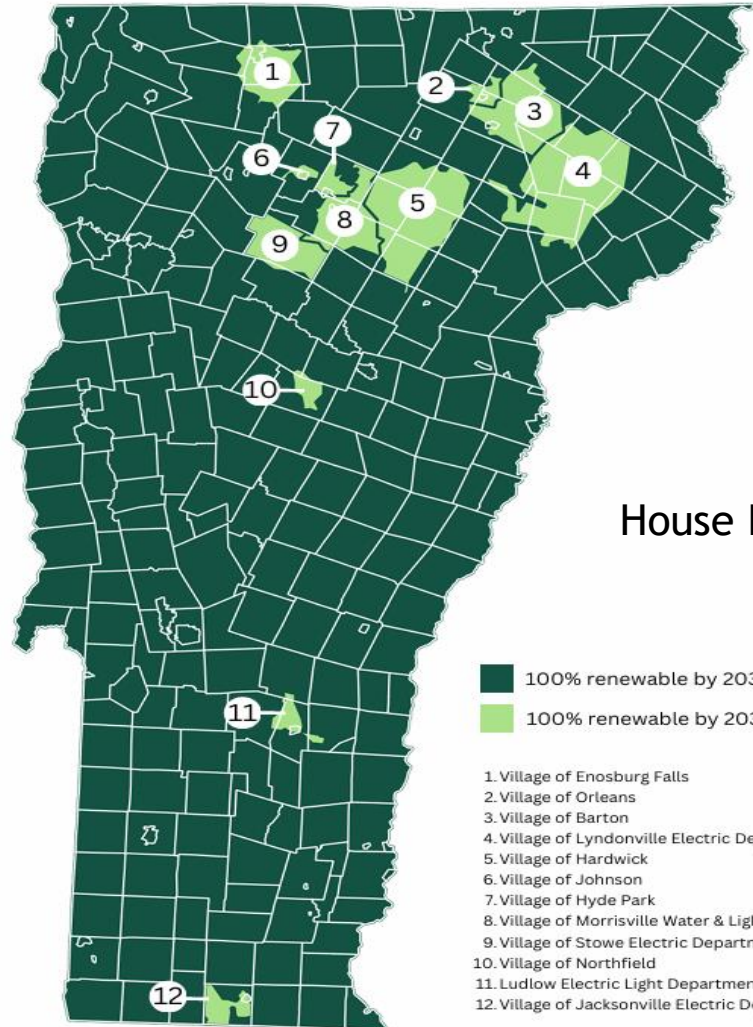 1
2
3
7
6
4
5
8
9
10
House
100% renewable by 203
100% renewable by 203
11
1. Village of Enosburg Falls
2. Village of Orleans
3. Village of Barton
4. Village of Lyndonville Electric De
5. Village of Hardwick
6. Village of Johnson
7. Village of Hyde Park
8. Village of Morrisville Water & Ligh
9. Village of Stowe Electric Departm
10. Village of Northfield
11. Ludlow Electric Light Departmen
12. Village of Jacksonville Electric De
12